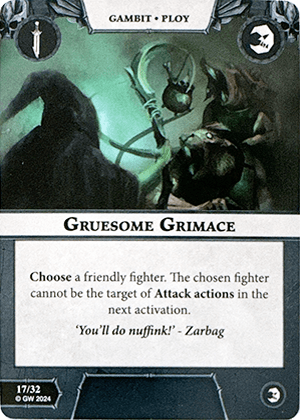 GAMBIT • PLOY
GRUESOME GRIMACE
Choose a friendly fighter. The chosen fighter
cannot be the target of Attack actions in the
next activation.
'You'll do nuffink!' - Zarbag
17/32
© GW 2024